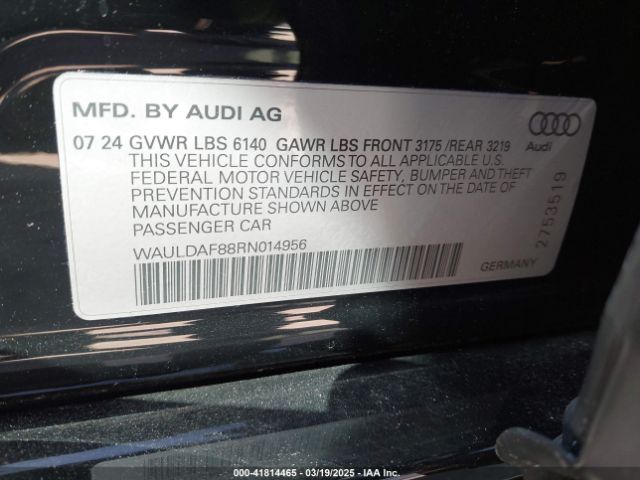 MFD. BY AUDI AG
07 24 GVWR LBS 6140 GAWR LBS FRONT 3175 /REAR 3219
THIS VEHICLE CONFORMS TO ALL APPLICABLE U.S.
FEDERAL MOTOR VEHICLE SAFETY, BUMPER AND THEFT
PREVENTION STANDARDS IN EFFECT ON THE DATE OF
MANUFACTURE SHOWN ABOVE
PASSENGER CAR
WAULDAF88RN014956
Audi
2753519
GERMANY
000-41814465 - 03/19/2025 - IAA Inc.